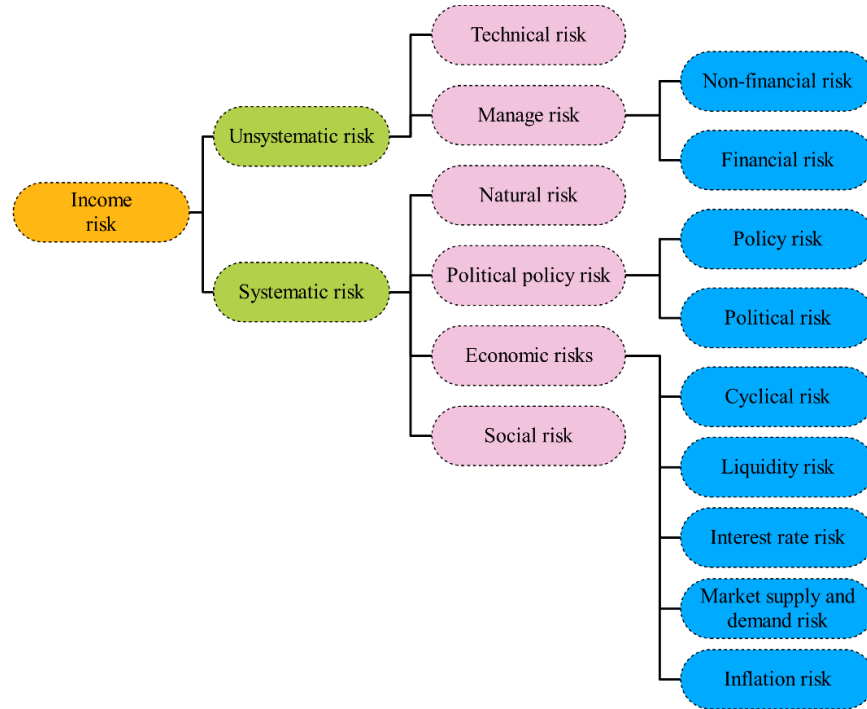 Income
risk
Unsystematic risk
Systematic risk
Technical risk
Manage risk
Natural risk
Political policy risk
Economic risks
Social risk
Non-financial risk
Financial risk
Policy risk
Political risk
Cyclical risk
Liquidity risk
Interest rate risk
Market supply and
demand risk
Inflation risk